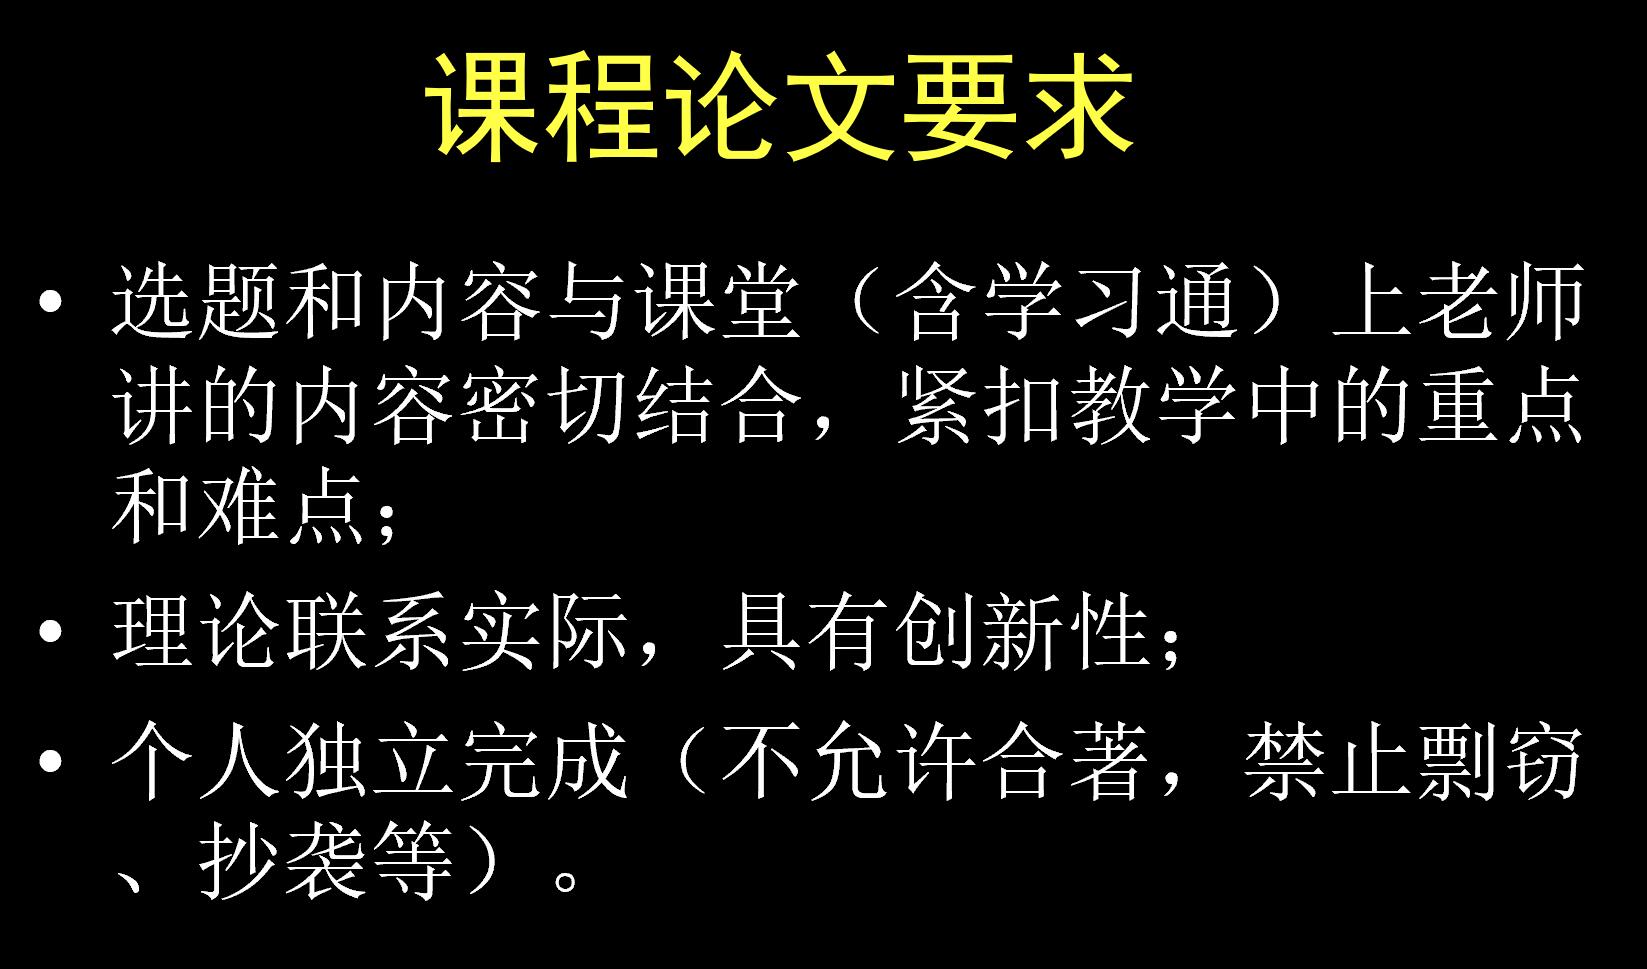 课程论文要求
• 选题和内容与课堂（含学习通）上老师
讲的内容密切结合，紧扣教学中的重点
和难点；
• 理论联系实际，具有创新性；
• 个人独立完成（不允许合著，禁止剽窃
、抄袭等）。